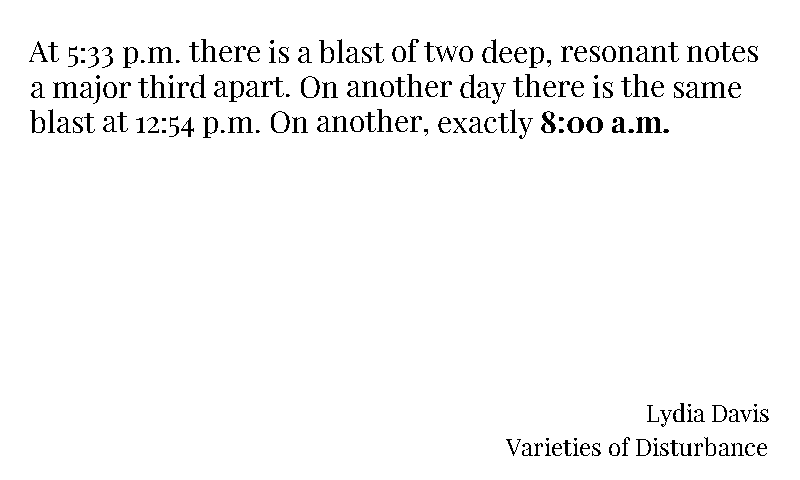 At 5:33 p.m. there is a blast of two deep, resonant notes
a major third apart. On another day there is the same
blast at 12:54 p.m. On another, exactly 8:00 a.m.
Lydia Davis
Varieties of Disturbance